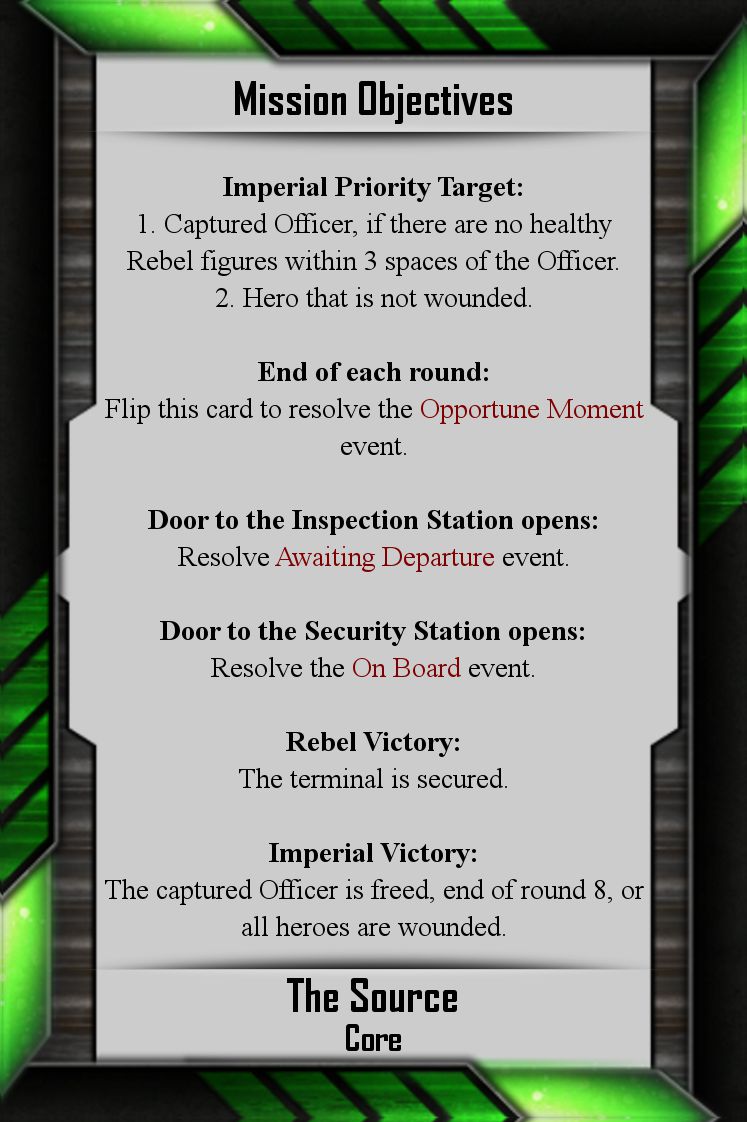 Mission Objectives
Imperial Priority Target:
1. Captured Officer, if there are no healthy
Rebel figures within 3 spaces of the Officer.
2. Hero that is not wounded.
End of each round:
Flip this card to resolve the Opportune Moment
event.
Door to the Inspection Station opens:
Resolve Awaiting Departure event.
Door to the Security Station opens:
Resolve the On Board event.
Rebel Victory:
The terminal is secured.
Imperial Victory:
The captured Officer is freed, end of round 8, or
all heroes are wounded.
The Source
Core